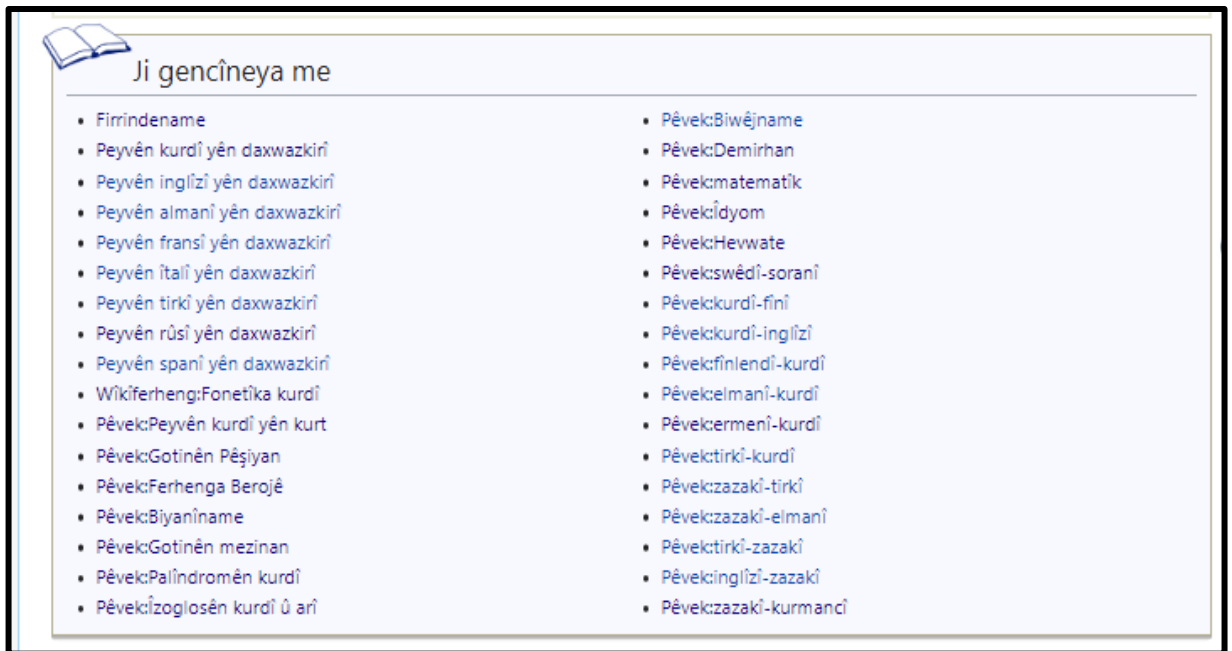 Ji gencîneya me
Firrindename
Peyvên kurdî yên daxwazkirî
Peyvên inglîzî yên daxwazkirî
Peyvên almanî yên daxwazkirî
Peyvên fransî yên daxwazkirî
Peyvên îtalî yên daxwazkirî
Peyvên tirkî yên daxwazkirî
Peyvên rûsî yên daxwazkirî
Peyvên spanî yên daxwazkirî
Wîkîferheng:Fonetîka kurdî
Pêvek:Peyvên kurdî yên kurt
Pêvek:Gotinên Pêşiyan
Pêvek:Ferhenga Berojê
Pêvek:Biyanîname
Pêvek:Gotinên mezinan
Pêvek:Palîndromên kurdî
Pêvek:Îzoglosên kurdî û arî
Pêvek:Biwêjname
Pêvek:Demirhan
Pêvek:matematîk
Pêvek:Îdyom
Pêvek:Hevwate
Pêvek:swêdî-soranî
Pêvek:kurdî-fînî
Pêvek:kurdî-inglîzî
Pêvek:fînlendî-kurdî
Pêvek:elmanî-kurdî
Pêvek:ermenî-kurdî
Pêvek:tirkî-kurdî
Pêvek:zazakî-tirkî
Pêvek:zazakî-elmanî
Pêvek:tirkî-zazakî
Pêvek:inglîzî-zazakî
Pêvek:zazakî-kurmancî